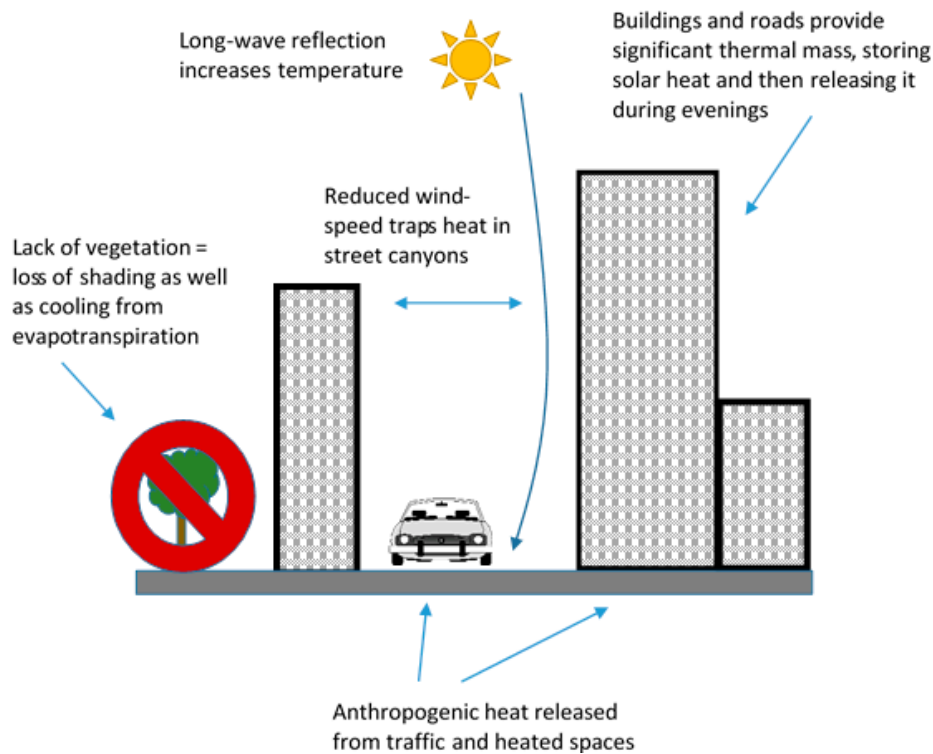 Long-wave reflection
increases temperature
Buildings and roads provide
significant thermal mass, storing
solar heat and then releasing it
during evenings
Reduced wind-
speed traps heat in
street canyons
Lack of vegetation =
loss of shading as well
as cooling from
evapotranspiration
Anthropogenic heat released
from traffic and heated spaces